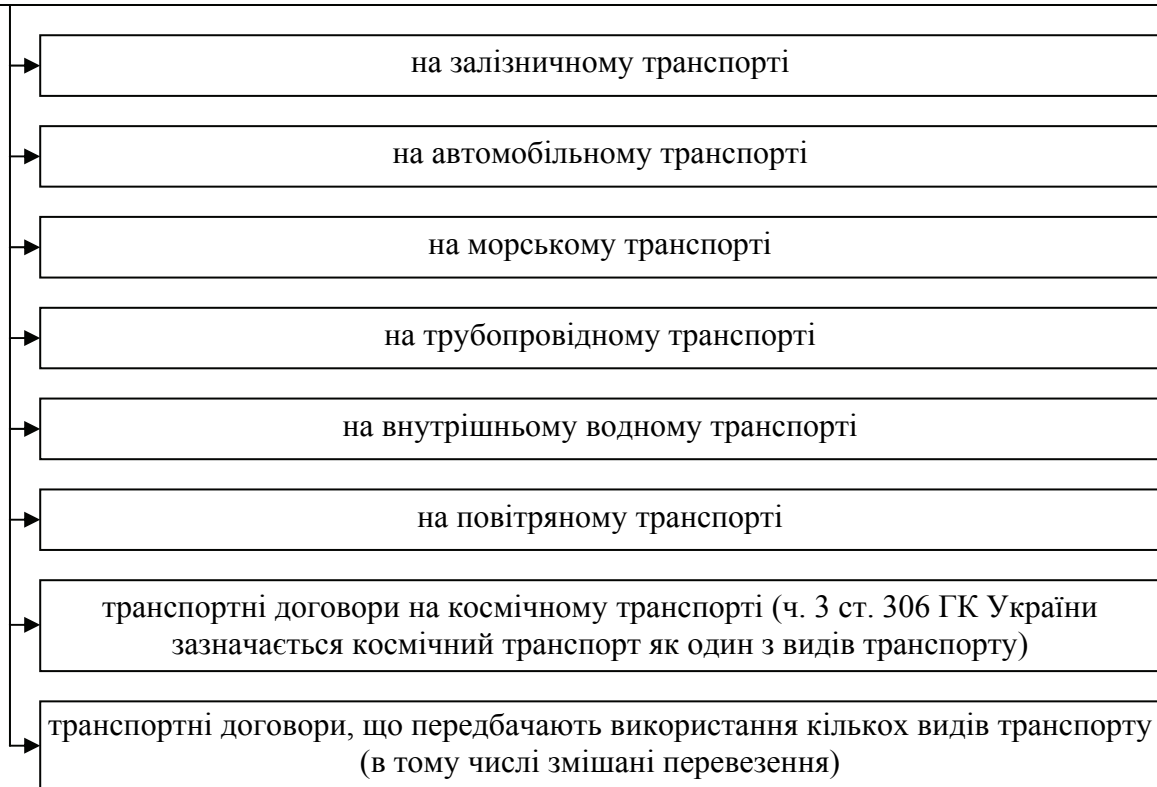 на залізничному транспорті
на автомобільному транспорті
на морському транспорті
на трубопровідному транспорті
на внутрішньому водному транспорті
на повітряному транспорті
транспортні договори на космічному транспорті (ч. 3 ст. 306 ГК України
зазначається космічний транспорт як один з видів транспорту)
транспортні договори, що передбачають використання кількох видів транспорту
(в тому числі змішані перевезення)